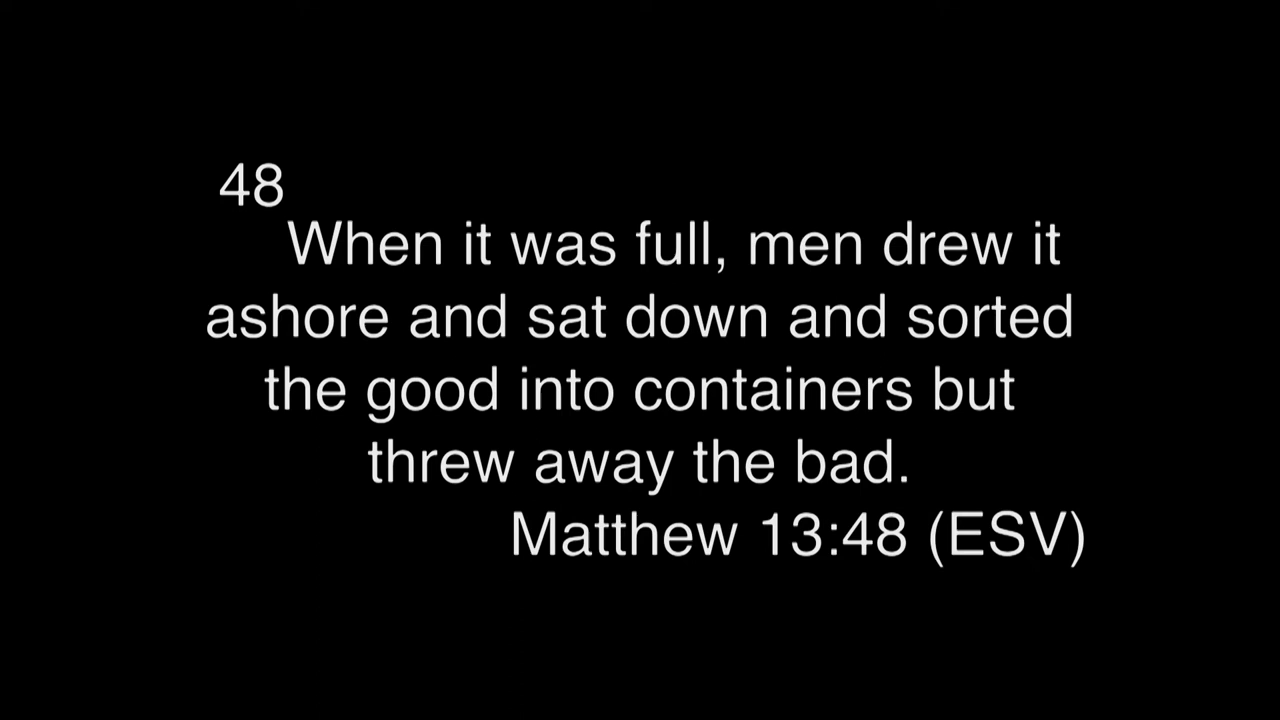 48
When it was full, men drew it
ashore and sat down and sorted
the good into containers but
threw away the bad.
Matthew 13:48 (ESV)